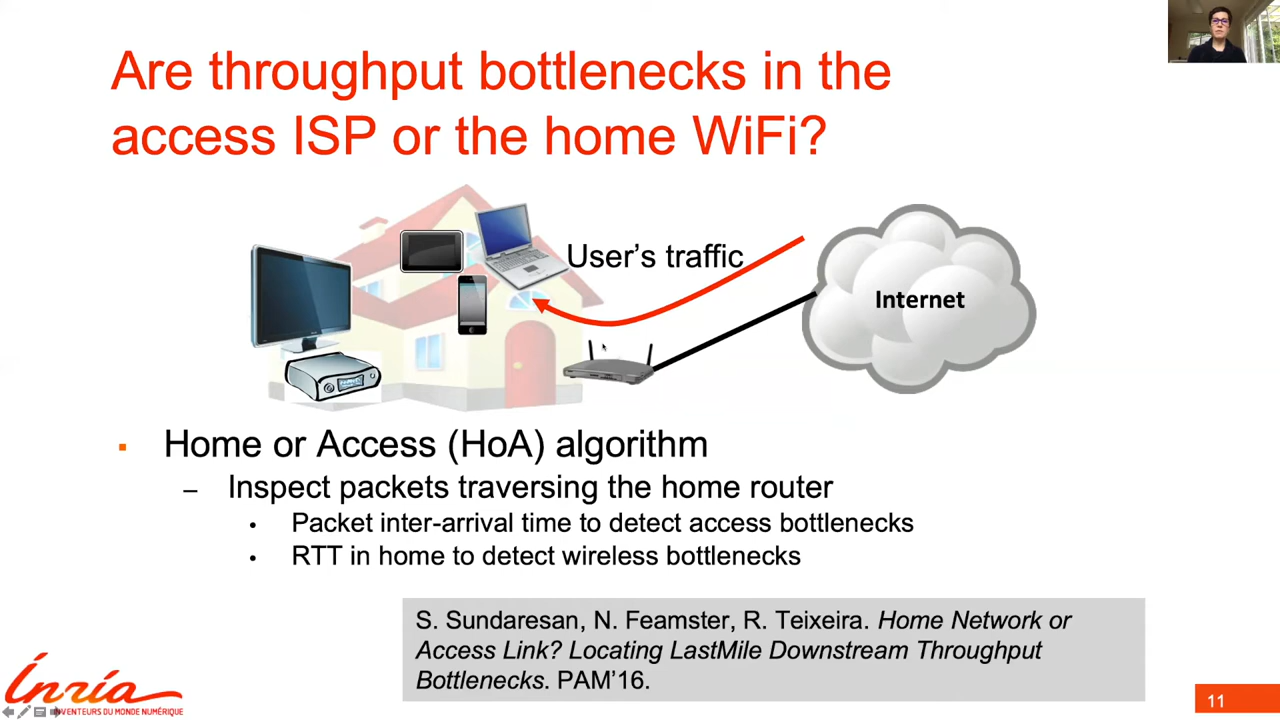 Are throughput bottlenecks in the
access ISP or the home WiFi?
User's traffic
Internet
▪ Home or Access (HoA) algorithm
– Inspect packets traversing the home router
• Packet inter-arrival time to detect access bottlenecks
• RTT in home to detect wireless bottlenecks
S. Sundaresan, N. Feamster, R. Teixeira. Home Network or
Access Link? Locating LastMile Downstream Throughput
Bottlenecks. PAM'16.
Inria
INVENTEURS DU MONDE NUMÉRIQUE
11